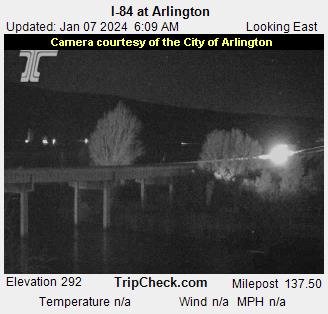 I-84 at Arlington
Updated: Jan 07 2024 6:09 AM Looking East
Camera courtesy of the City of Arlington
Elevation 292 TripCheck.com Milepost 137.50
Temperature n/a Wind n/a MPH n/a